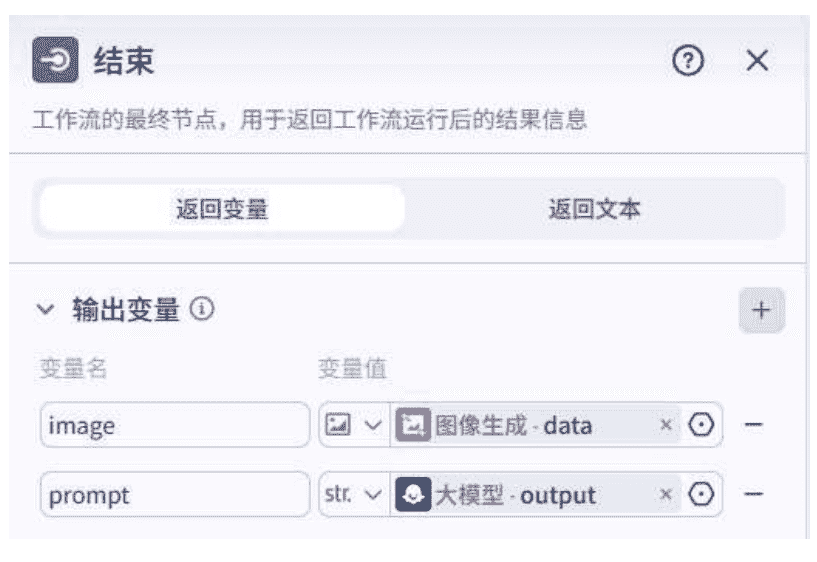 结束
工作流的最终节点，用于返回工作流运行后的结果信息
返回变量 返回文本
输出变量
变量名 变量值
image 图像生成 - data
prompt str. 大模型 - output